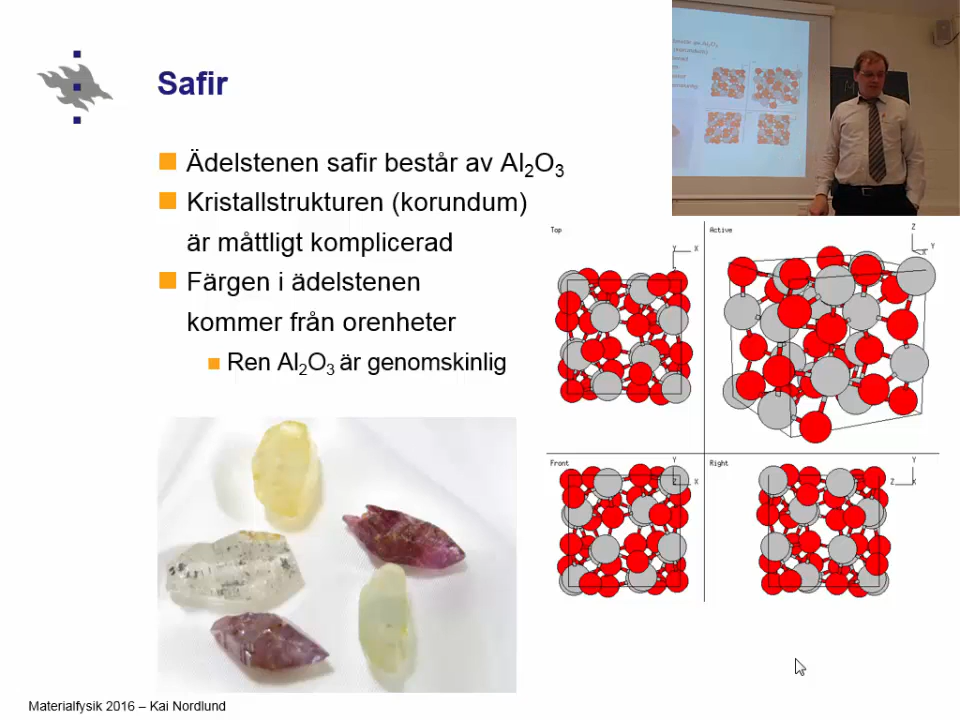 Safir
Ädelstenen safir består av Al₂O₃
Kristallstrukturen (korundum)
är måttligt komplicerad
Färgen i ädelstenen
kommer från orenheter
Ren Al₂O₃ är genomskinlig
Top
Y X
Z
Active
Z
Y
X
Front
Y
Z X
Right
Y
Z X
Materialfysik 2016 – Kai Nordlund